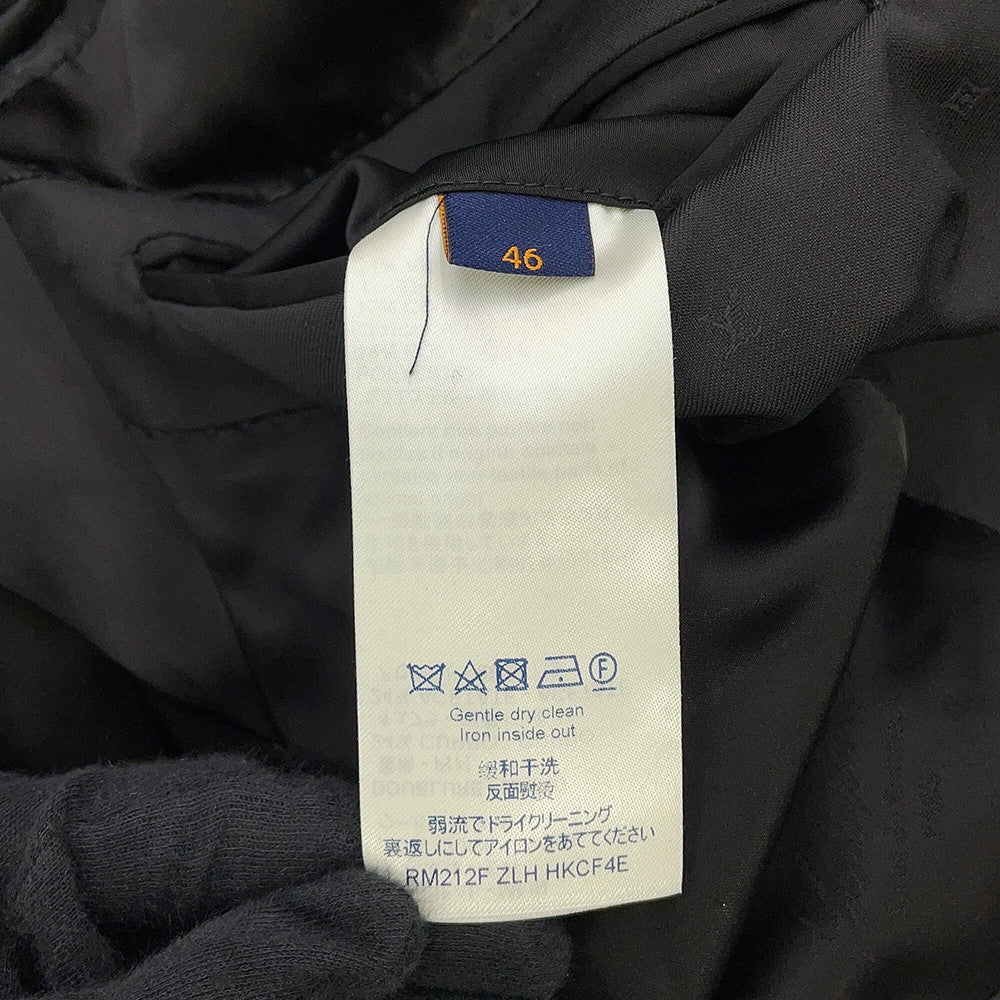 46
Gentle dry clean
Iron inside out
缓和干洗
反面熨烫
弱流でドライクリーニング
裏返しにしてアイロンをあててください
RM212F ZLH HKCF4E